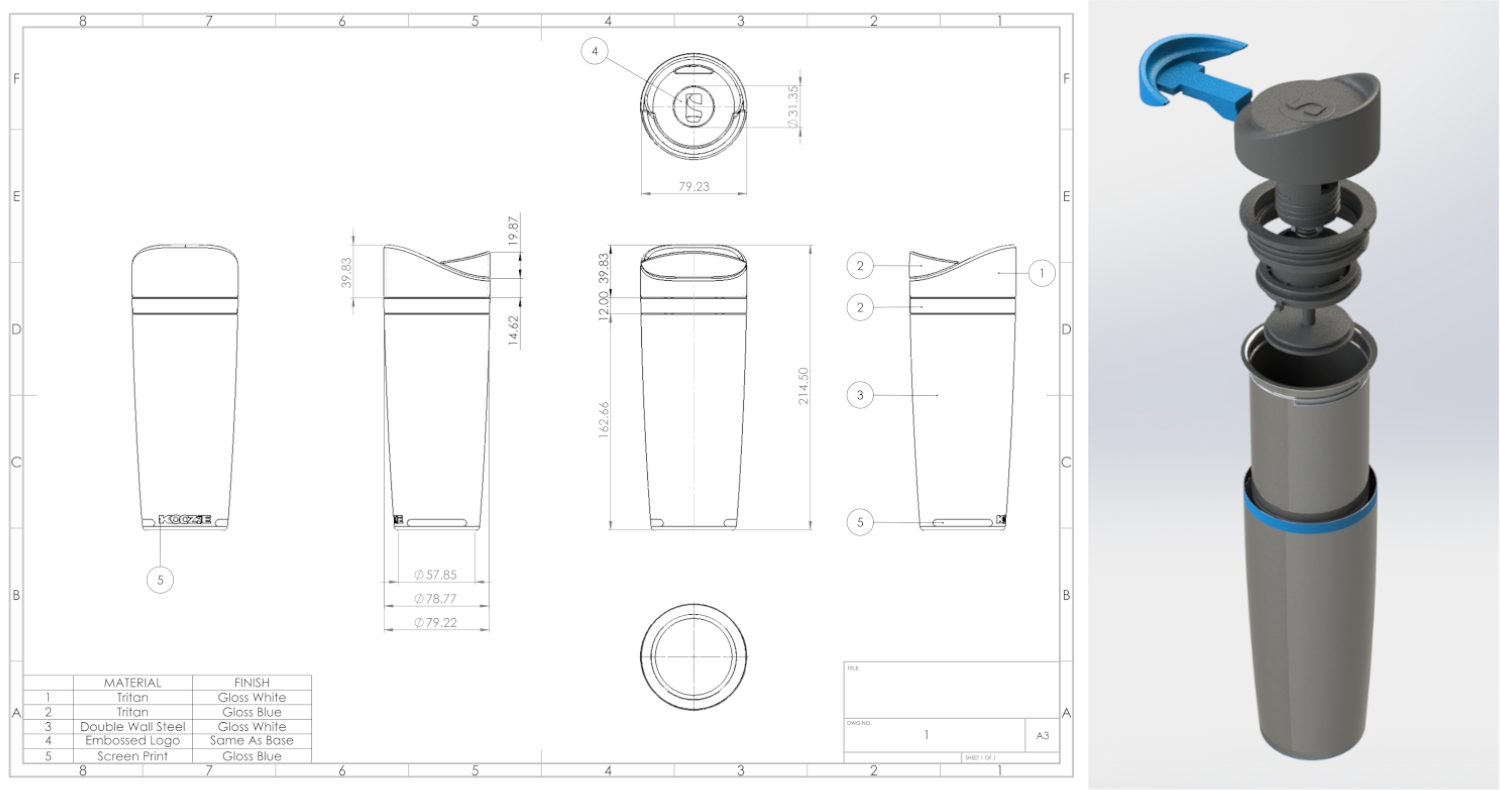 8 7 6 5 4 3 2 1
F F
4
Ø31.35
E E
79.23
39.83
19.87
14.62
39.83
12.00
162.66
214.50
2
1
2
D D
3
C C
5
KOOZIE
5
Ø57.85
Ø78.77
Ø79.22
B B
MATERIAL FINISH
1 Tritan Gloss White
2 Tritan Gloss Blue
3 Double Wall Steel Gloss White
4 Embossed Logo Same As Base
5 Screen Print Gloss Blue
A A
TITLE:
DWG NO.
1 A3
SHEET 1 OF 1
8 7 6 5 4 3 2 1